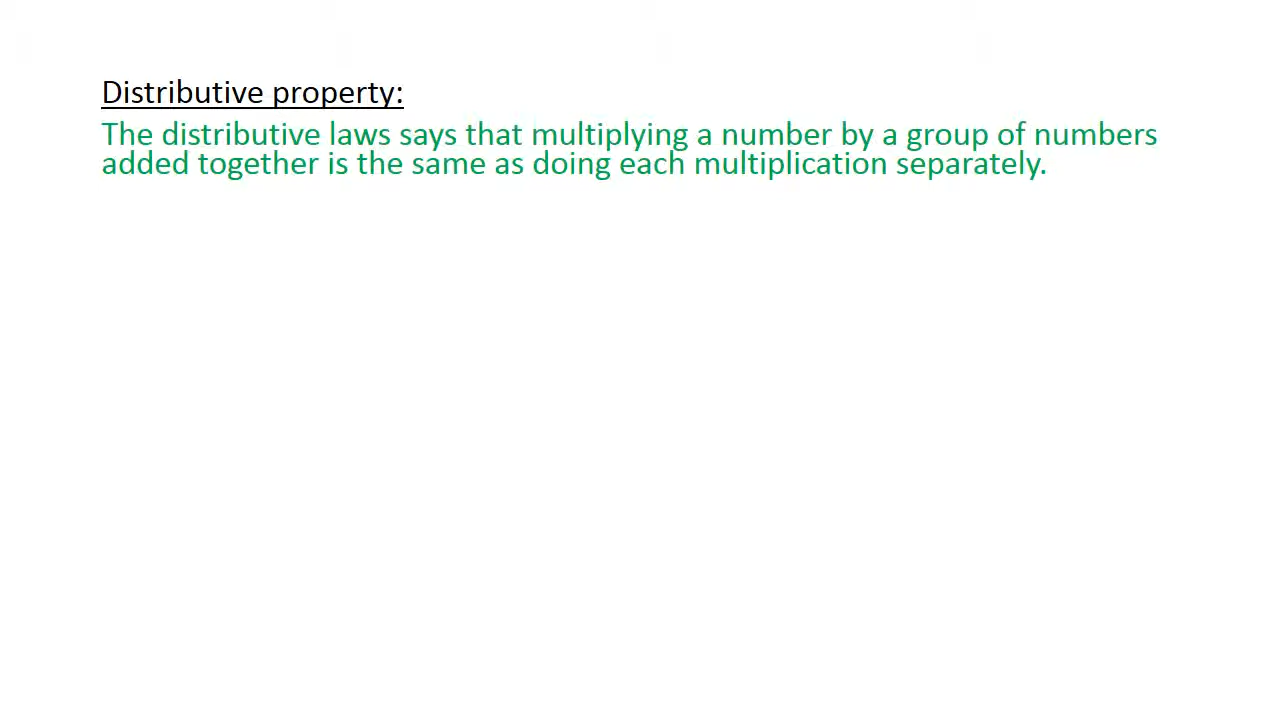 Distributive property:
The distributive laws says that multiplying a number by a group of numbers
added together is the same as doing each multiplication separately.